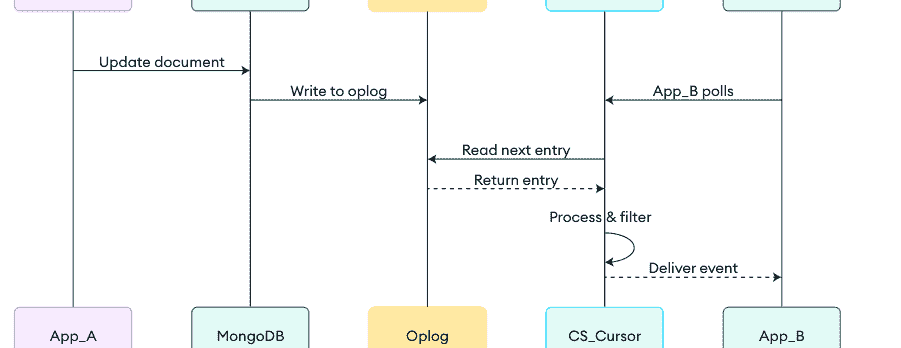 Update document
Write to oplog
App_B polls
Read next entry
Return entry
Process & filter
Deliver event
App_A
MongoDB
Oplog
CS_Cursor
App_B